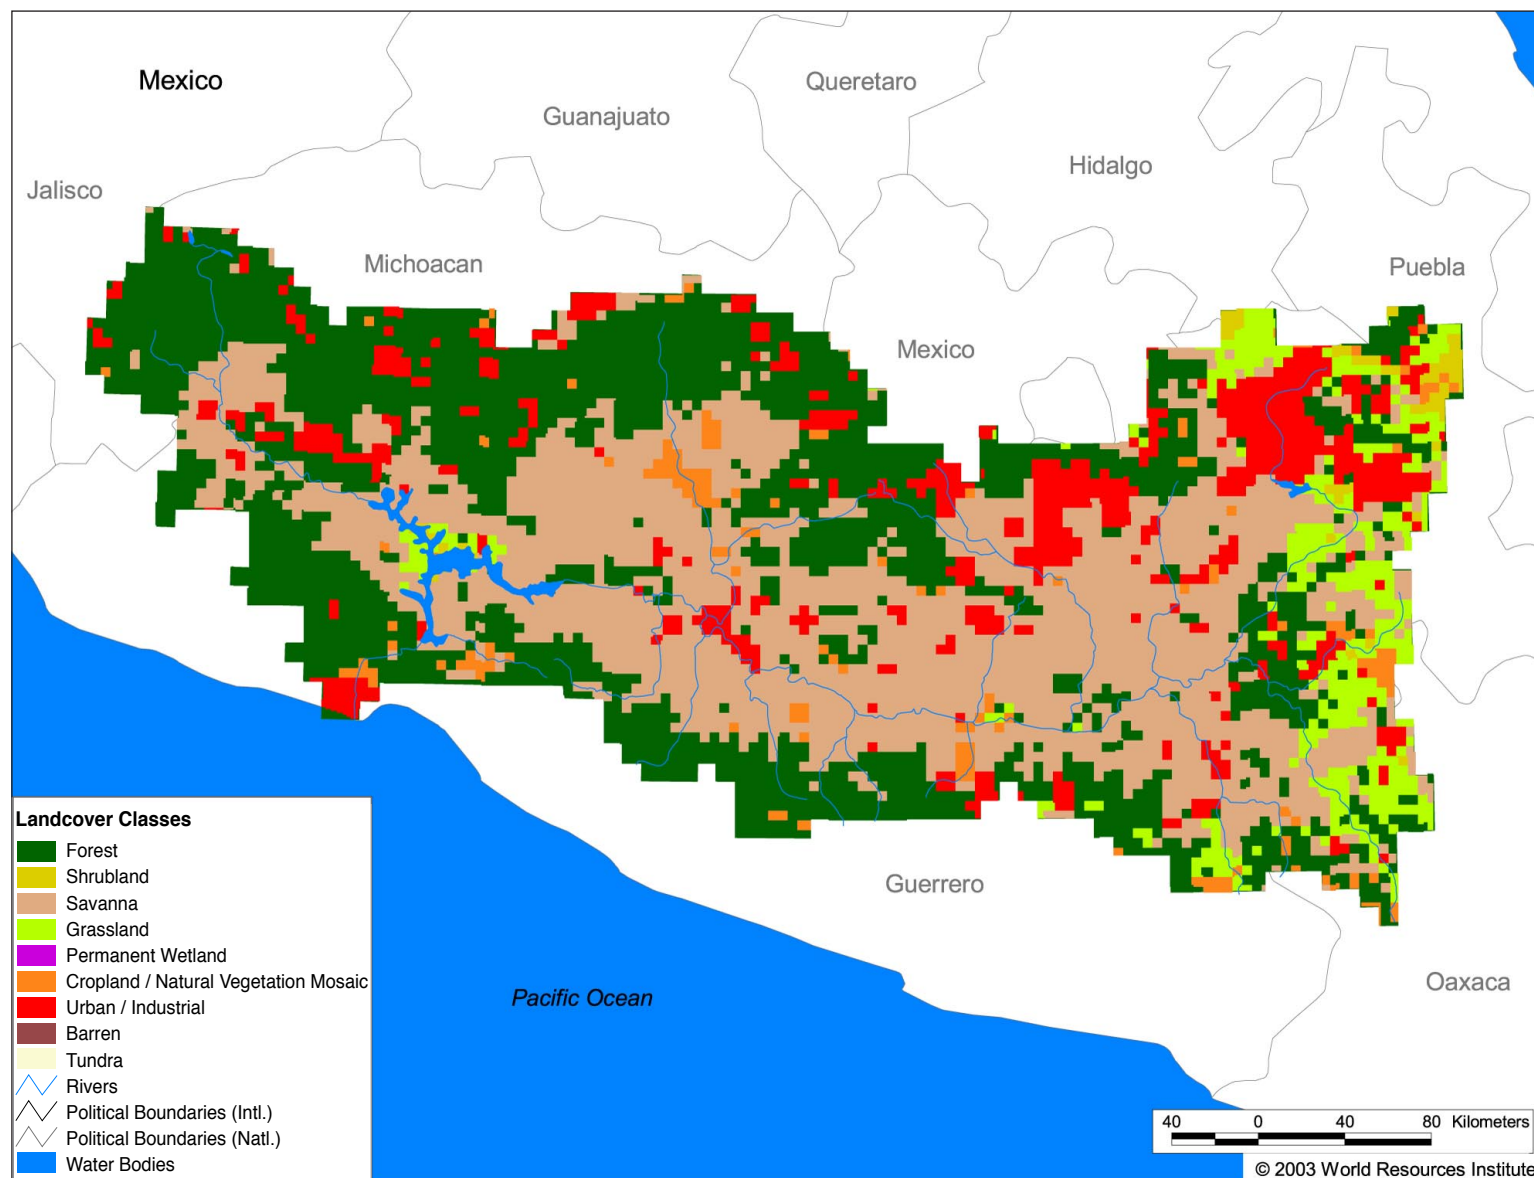 Mexico
Queretaro
Guanajuato
Hidalgo
Jalisco
Michoacan
Puebla
Mexico
Guerrero
Oaxaca
Pacific Ocean
Landcover Classes
Forest
Shrubland
Savanna
Grassland
Permanent Wetland
Cropland / Natural Vegetation Mosaic
Urban / Industrial
Barren
Tundra
Rivers
Political Boundaries (Intl.)
Political Boundaries (Natl.)
Water Bodies
40 0 40 80 Kilometers
© 2003 World Resources Institute